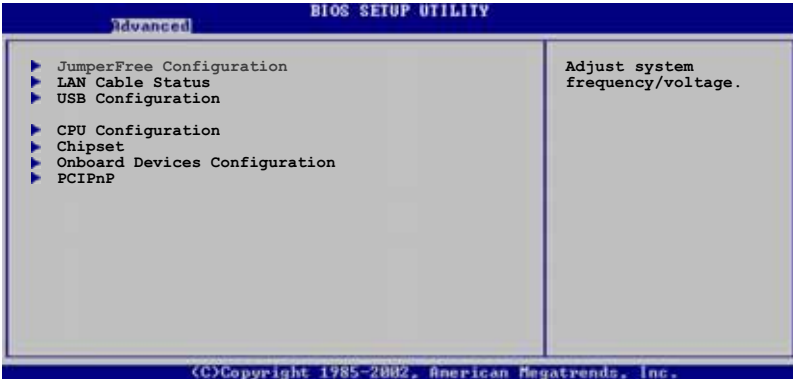 BIOS SETUP UTILITY
Advanced
JumperFree Configuration
LAN Cable Status
USB Configuration
CPU Configuration
Chipset
Onboard Devices Configuration
PCIPnP
Adjust system
frequency/voltage.
(C)Copyright 1985-2002, American Megatrends, Inc.